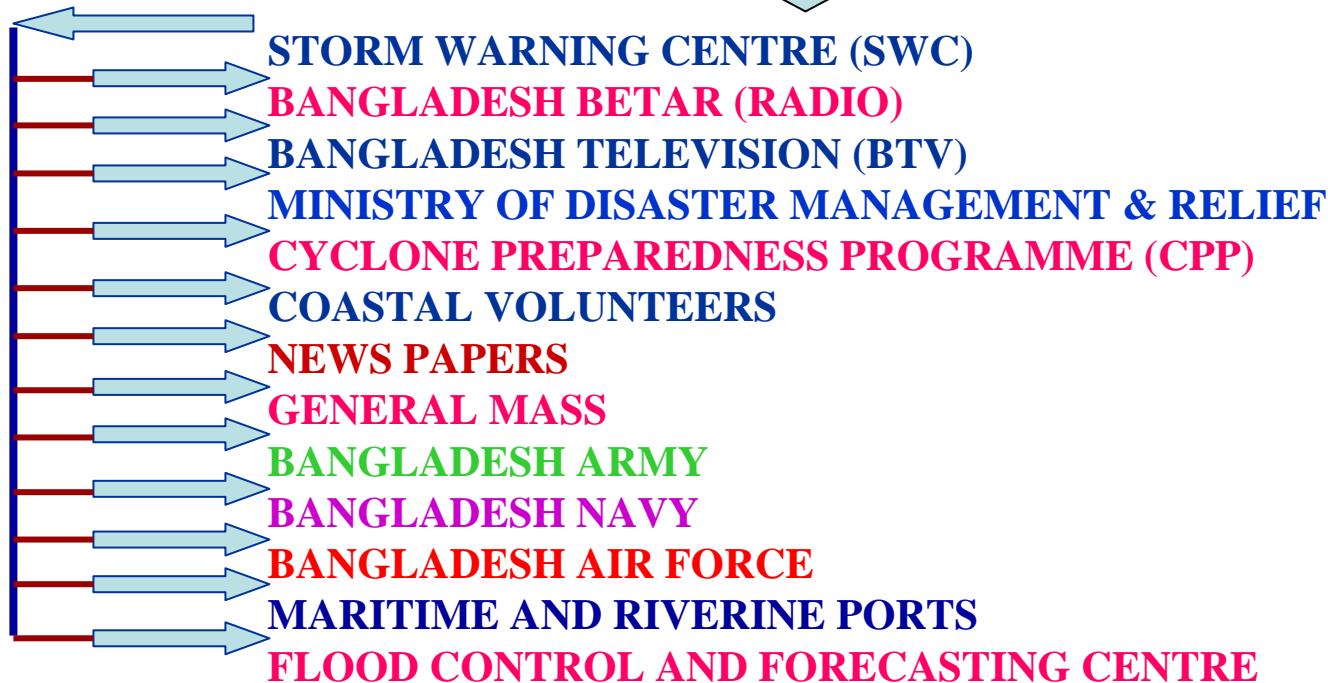 STORM WARNING CENTRE (SWC)
BANGLADESH BETAR (RADIO)
BANGLADESH TELEVISION (BTV)
MINISTRY OF DISASTER MANAGEMENT & RELIEF
CYCLONE PREPAREDNESS PROGRAMME (CPP)
COASTAL VOLUNTEERS
NEWS PAPERS
GENERAL MASS
BANGLADESH ARMY
BANGLADESH NAVY
BANGLADESH AIR FORCE
MARITIME AND RIVERINE PORTS
FLOOD CONTROL AND FORECASTING CENTRE